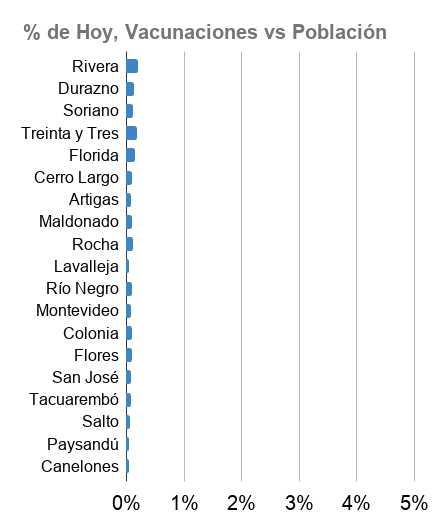 % de Hoy, Vacunaciones vs Población
Rivera
Durazno
Soriano
Treinta y Tres
Florida
Cerro Largo
Artigas
Maldonado
Rocha
Lavalleja
Río Negro
Montevideo
Colonia
Flores
San José
Tacuarembó
Salto
Paysandú
Canelones
0% 1% 2% 3% 4% 5%